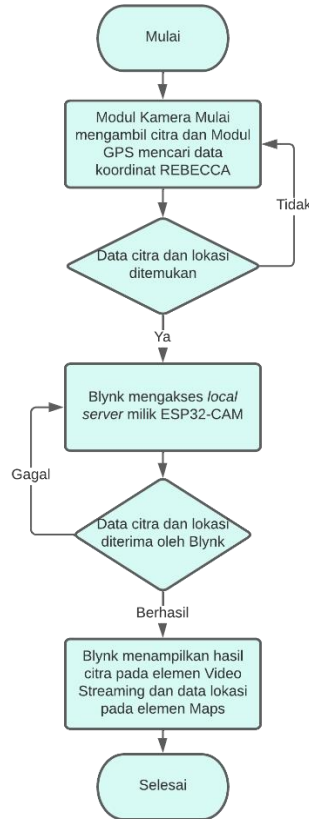 Mulai
Modul Kamera Mulai
mengambil citra dan Modul
GPS mencari data
koordinat REBECCA
Tidak
Data citra dan lokasi
ditemukan
Ya
Blynk mengakses local
server milik ESP32-CAM
Gagal
Data citra dan lokasi
diterima oleh Blynk
Berhasil
Blynk menampilkan hasil
citra pada elemen Video
Streaming dan data lokasi
pada elemen Maps
Selesai